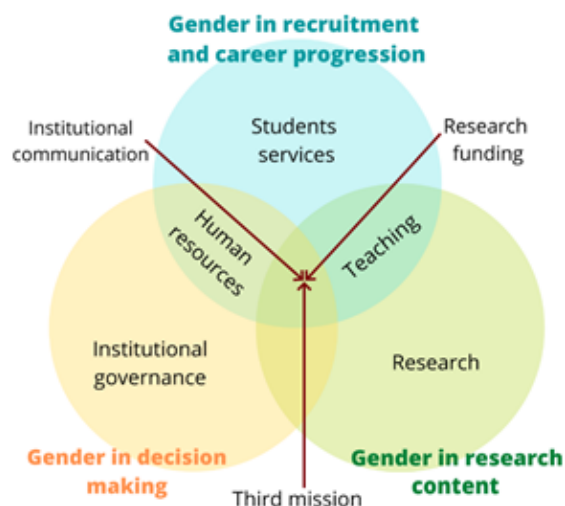 Gender in recruitment
and career progression
Institutional
communication
Students
services
Research
funding
Human
resources
Teaching
Institutional
governance
Research
Gender in decision
making
Gender in research
content
Third mission